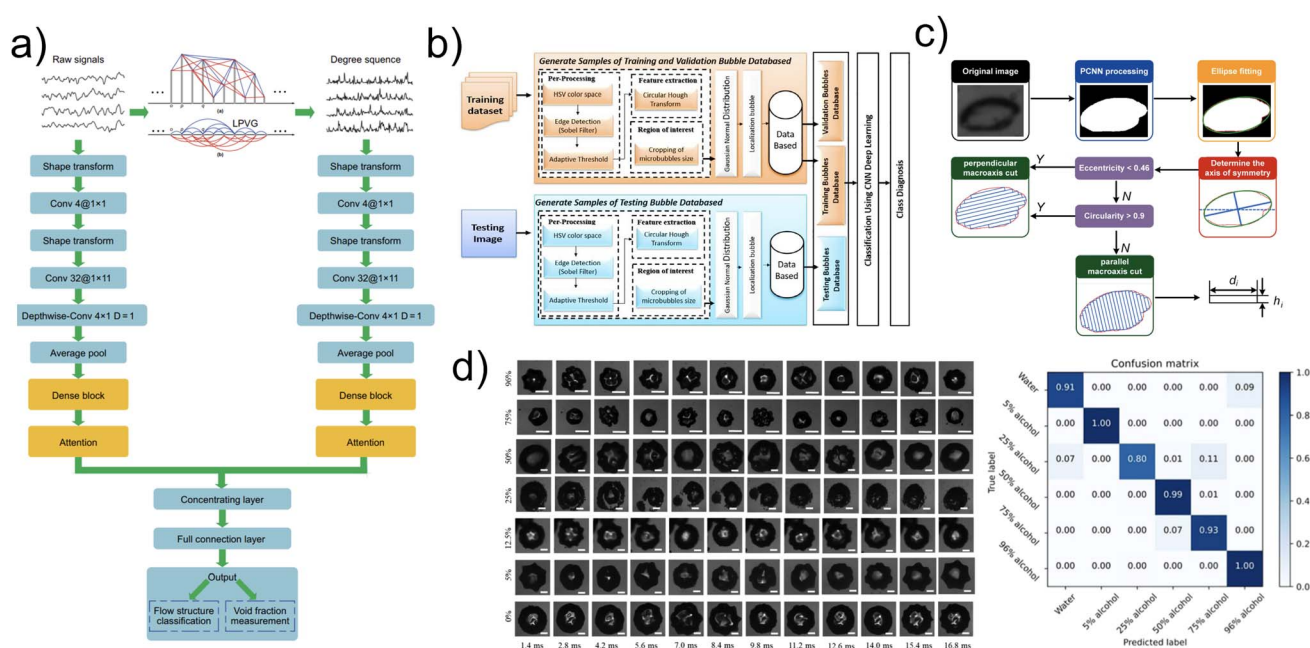 a)
Raw signals
Degree squence
(a)
LPVG
(b)
Shape transform
Shape transform
Conv 4@1×1
Conv 4@1×1
Shape transform
Shape transform
Conv 32@1×11
Conv 32@1×11
Depthwise-Conv 4×1 D = 1
Depthwise-Conv 4×1 D = 1
Average pool
Average pool
Dense block
Dense block
Attention
Attention
Concentrating layer
Full connection layer
Output
Flow structure
classification
Void fraction
measurement
b)
Training
dataset
Generate Samples of Training and Validation Bubble Databased
Per-Processing
HSV color space
Edge Detection
(Sobel Filter)
Adaptive Threshold
Feature extraction
Circular Hough
Transform
Region of interest
Cropping of
microbubbles size
Gaussian Normal Distribution
Localization bubble
Data
Based
Validation Bubbles
Database
Training Bubbles
Database
Testing
Image
Generate Samples of Testing Bubble Databased
Per-Processing
HSV color space
Edge Detection
(Sobel Filter)
Adaptive Threshold
Feature extraction
Circular Hough
Transform
Region of interest
Cropping of
microbubbles size
Gaussian Normal Distribution
Localization bubble
Data
Based
Testing Bubbles
Database
Classification Using CNN Deep Learning
Class Diagnosis
c)
Original image
PCNN processing
Ellipse fitting
perpendicular
macroaxis cut
Y
Eccentricity < 0.46
Determine the
axis of symmetry
N
Y
Circularity > 0.9
N
parallel
macroaxis cut
di
hi
d)
96%
75%
50%
25%
12.5%
5%
0%
1.4 ms 2.8 ms 4.2 ms 5.6 ms 7.0 ms 8.4 ms 9.8 ms 11.2 ms 12.6 ms 14.0 ms 15.4 ms 16.8 ms
Confusion matrix
True label
Water 0.91 0.00 0.00 0.00 0.00 0.09
5% alcohol 0.00 1.00 0.00 0.00 0.00 0.00
25% alcohol 0.07 0.00 0.80 0.01 0.11 0.00
50% alcohol 0.00 0.00 0.00 0.99 0.01 0.00
75% alcohol 0.00 0.00 0.00 0.07 0.93 0.00
96% alcohol 0.00 0.00 0.00 0.00 0.00 1.00
Water 5% alcohol 25% alcohol 50% alcohol 75% alcohol 96% alcohol
Predicted label
1.0
0.8
0.6
0.4
0.2
0.0